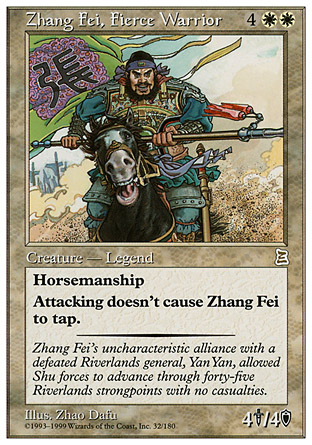 Zhang Fei, Fierce Warrior 4
張
Creature — Legend
Horsemanship
Attacking doesn't cause Zhang Fei
to tap.
Zhang Fei's uncharacteristic alliance with a
defeated Riverlands general, Yan Yan, allowed
Shu forces to advance through forty-five
Riverlands strongpoints with no casualties.
Illus. Zhao Dafu
©1993-1999 Wizards of the Coast, Inc. 32/180
4/4